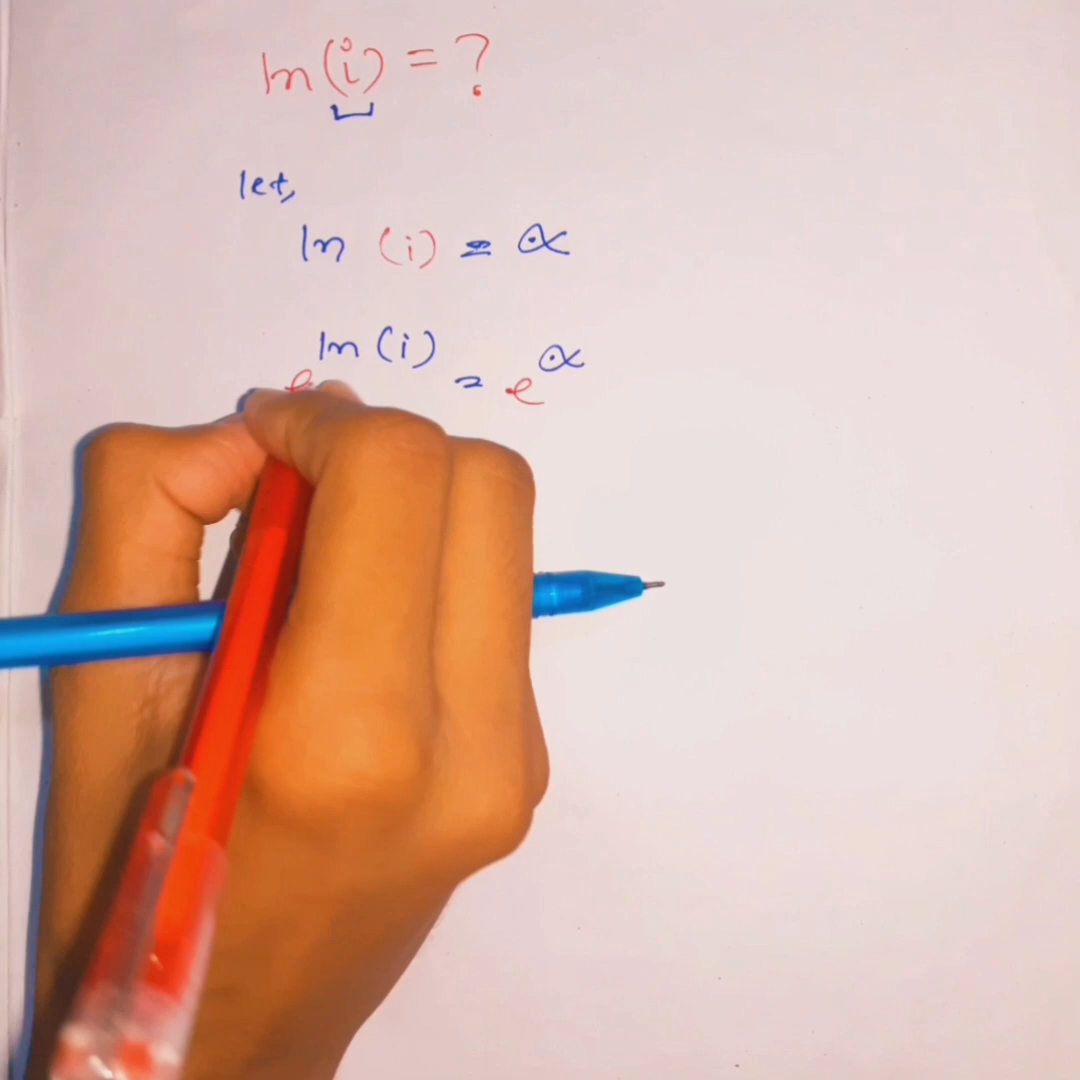 ln(i) = ?
let,
ln (i) = α
e^ln(i) = e^α